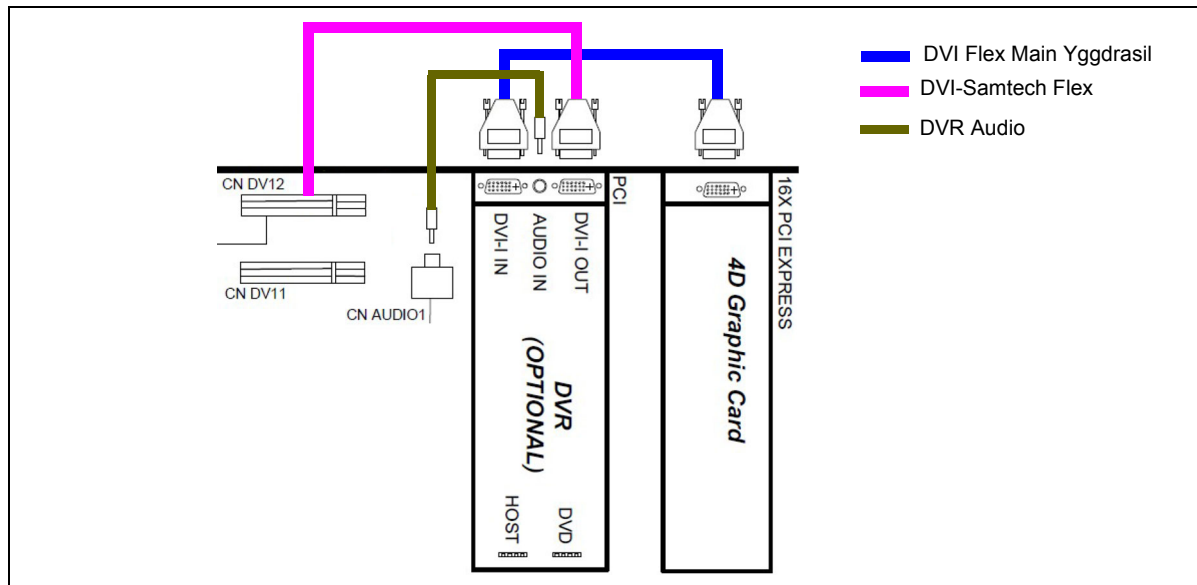 DVI Flex Main Yggdrasil
DVI-Samtech Flex
DVR Audio
CN DV12
CN DV11
CN AUDIO1
DVI-I IN
AUDIO IN
DVI-I OUT
PCI
DVR
(OPTIONAL)
HOST
DVD
4D Graphic Card
16X PCI EXPRESS